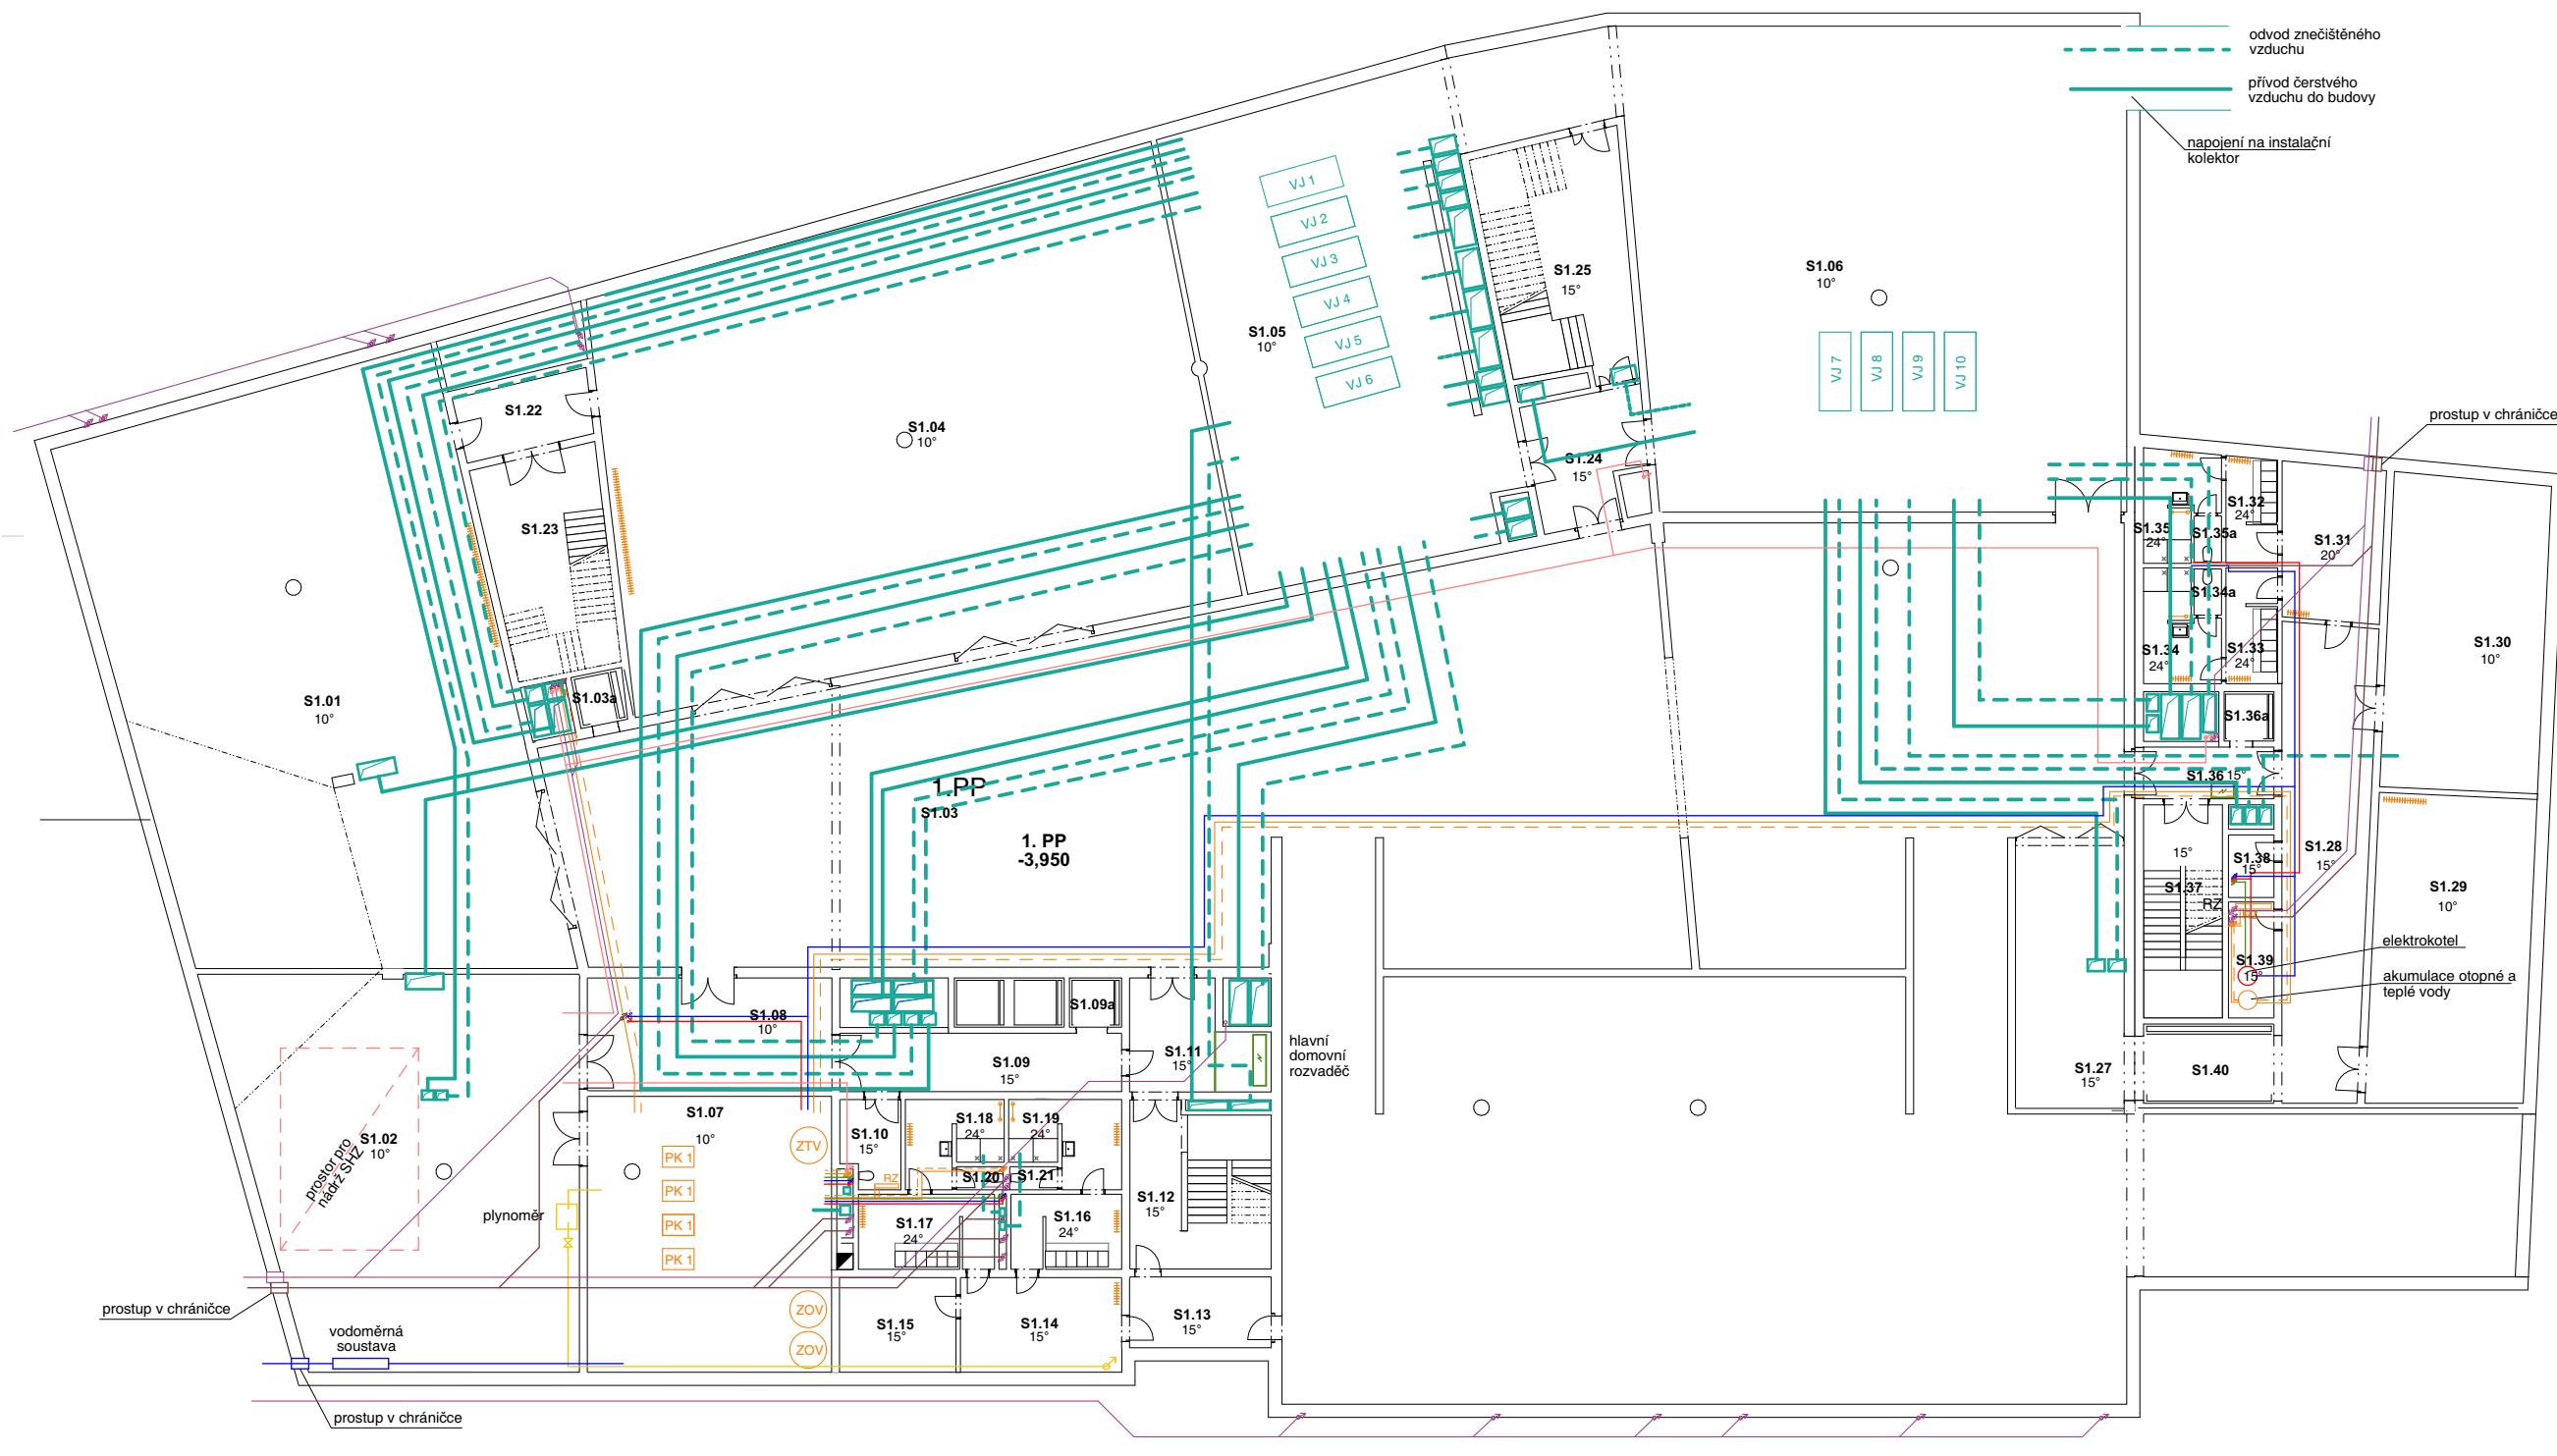 odvod znečištěného
vzduchu
přívod čerstvého
vzduchu do budovy
napojení na instalační
kolektor
prostup v chráničce
VJ 1
VJ 2
VJ 3
VJ 4
VJ 5
VJ 6
S1.05
10°
S1.25
15°
S1.06
10°
VJ 7
VJ 8
VJ 9
VJ 10
S1.22
S1.04
10°
S1.24
15°
S1.23
S1.32
24°
S1.35
24°
S1.35a
S1.31
20°
S1.34a
S1.34
24°
S1.33
24°
S1.30
10°
S1.01
10°
S1.03a
S1.36a
S1.36
15°
1.PP
S1.03
1. PP
-3,950
15°
S1.37
RZ
S1.38
15°
S1.28
15°
S1.29
10°
elektrokotel
S1.39
15°
akumulace otopné a
teplé vody
S1.08
10°
S1.09a
S1.09
15°
S1.11
15°
hlavní
domovní
rozvaděč
S1.27
15°
S1.40
S1.07
10°
S1.02
10°
prostor pro
nádrž SHZ
ZTV
PK 1
PK 1
PK 1
PK 1
S1.10
15°
S1.18
24°
S1.19
24°
RZ
S1.20
S1.21
S1.12
15°
plynoměr
S1.17
24°
S1.16
24°
prostup v chráničce
ZOV
ZOV
S1.15
15°
S1.14
15°
S1.13
15°
vodoměrná
soustava
prostup v chráničce